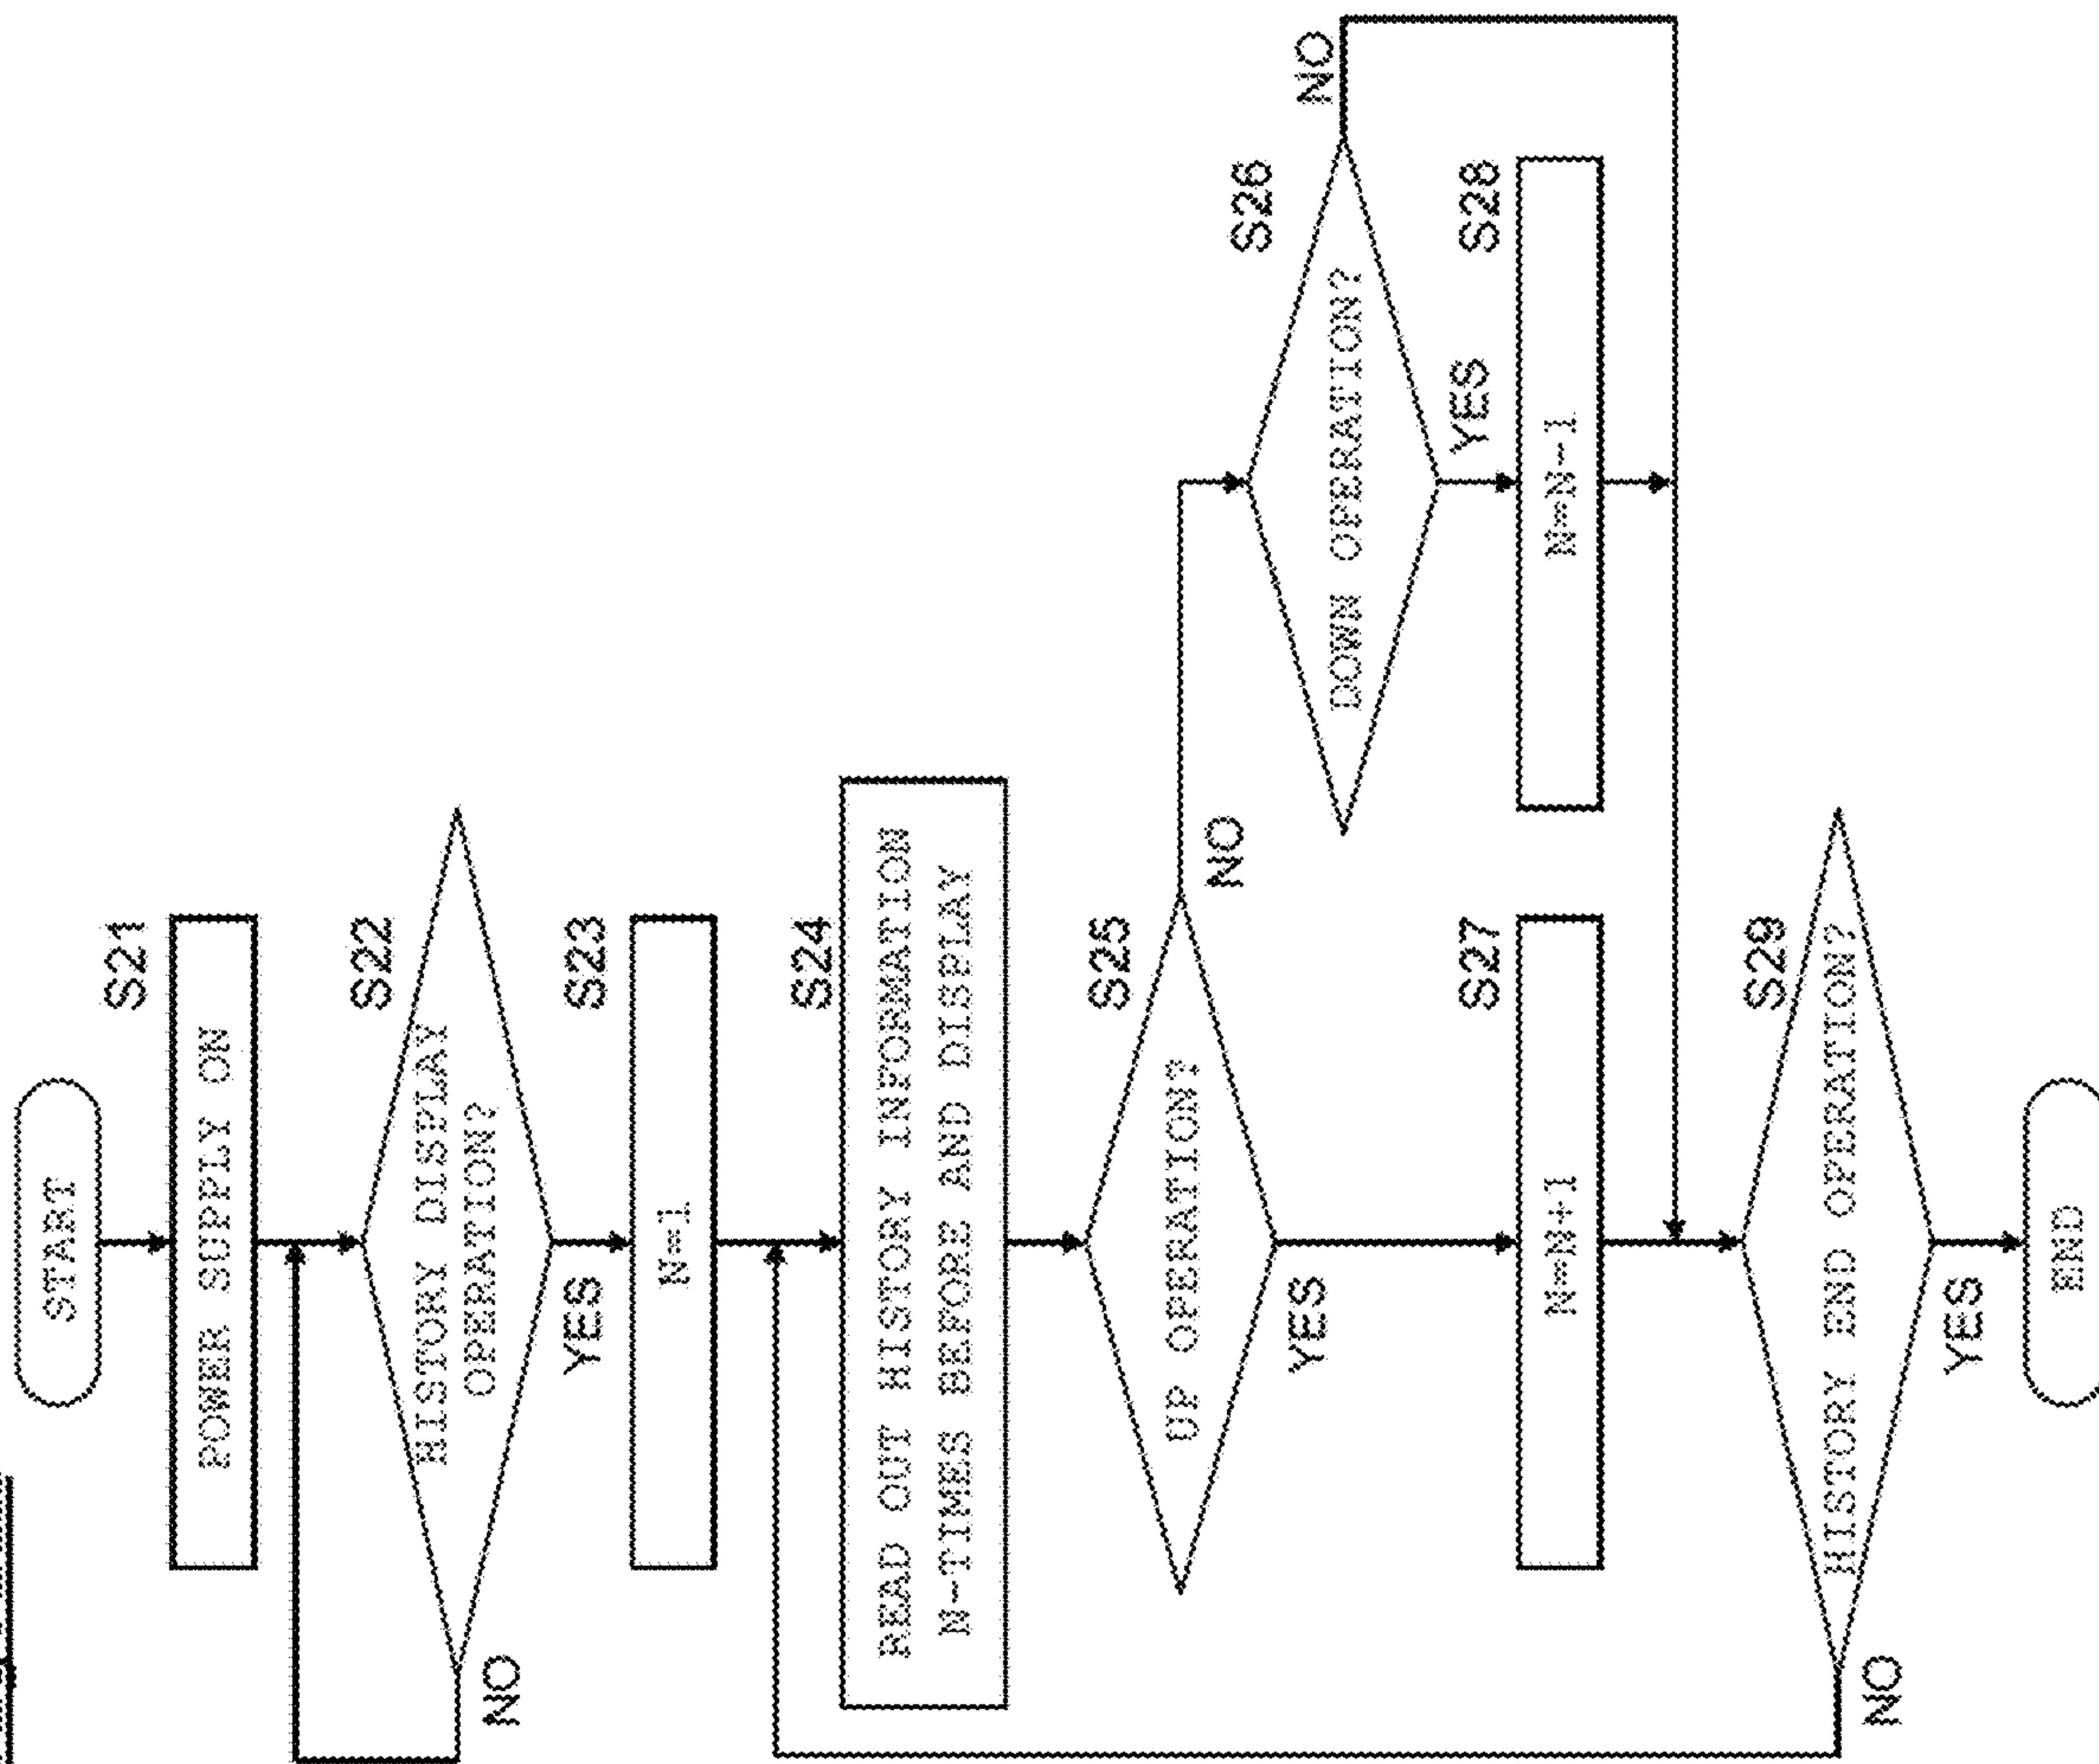 START
S21
POWER SUPPLY ON
S22
HISTORY DISPLAY
OPERATION?
NO
YES
S23
N=1
S24
READ OUT HISTORY INFORMATION
N-TIMES BEFORE AND DISPLAY
S25
UP OPERATION?
NO
YES
S26
DOWN OPERATION?
NO
YES
S27
N=N+1
S28
N=N-1
S29
HISTORY END OPERATION?
NO
YES
END